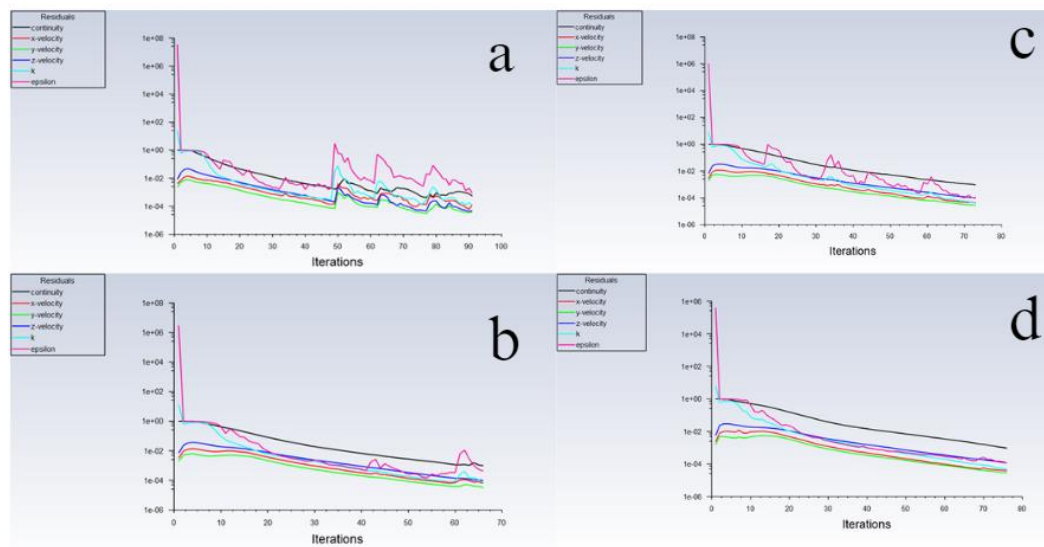 Residuals
continuity
x-velocity
y-velocity
z-velocity
k
epsilon
a
1e+08
1e+06
1e+04
1e+02
1e+00
1e-02
1e-04
1e-06
0 10 20 30 40 50 60 70 80 90 100
Iterations
Residuals
continuity
x-velocity
y-velocity
z-velocity
k
epsilon
c
1e+08
1e+06
1e+04
1e+02
1e+00
1e-02
1e-04
1e-06
0 10 20 30 40 50 60 70 80
Iterations
Residuals
continuity
x-velocity
y-velocity
z-velocity
k
epsilon
b
1e+08
1e+06
1e+04
1e+02
1e+00
1e-02
1e-04
1e-06
0 10 20 30 40 50 60 70
Iterations
Residuals
continuity
x-velocity
y-velocity
z-velocity
k
epsilon
d
1e+06
1e+04
1e+02
1e+00
1e-02
1e-04
1e-06
0 10 20 30 40 50 60 70 80
Iterations